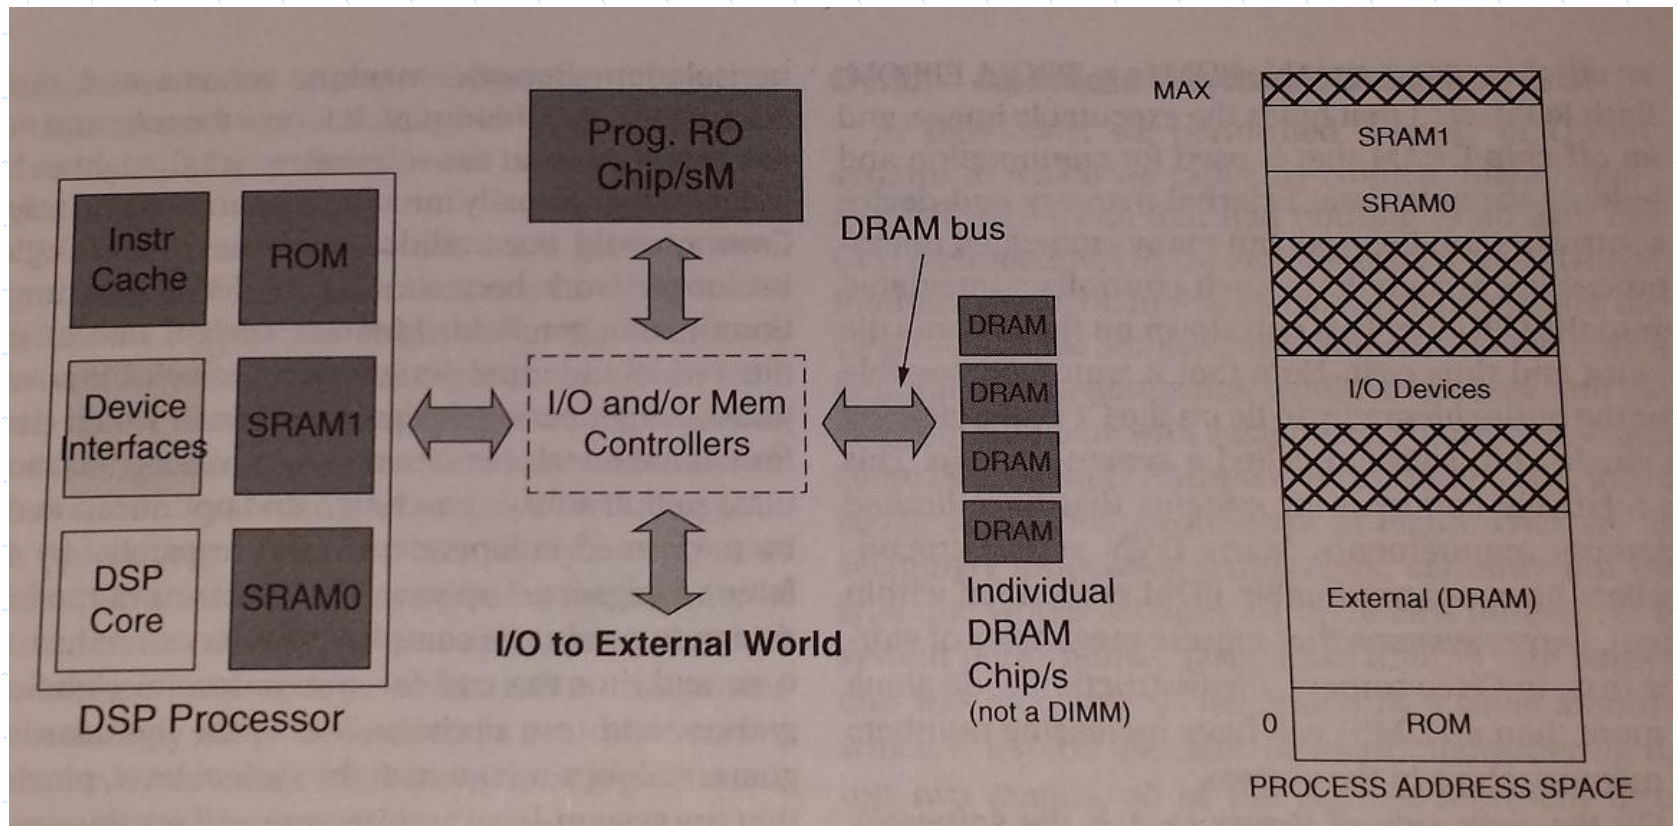 Prog. RO
Chip/sM
Instr
Cache
ROM
Device
Interfaces
SRAM1
DSP
Core
SRAM0
DSP Processor
I/O and/or Mem
Controllers
I/O to External World
DRAM bus
DRAM
DRAM
DRAM
DRAM
Individual
DRAM
Chip/s
(not a DIMM)
MAX
SRAM1
SRAM0
I/O Devices
External (DRAM)
0
ROM
PROCESS ADDRESS SPACE